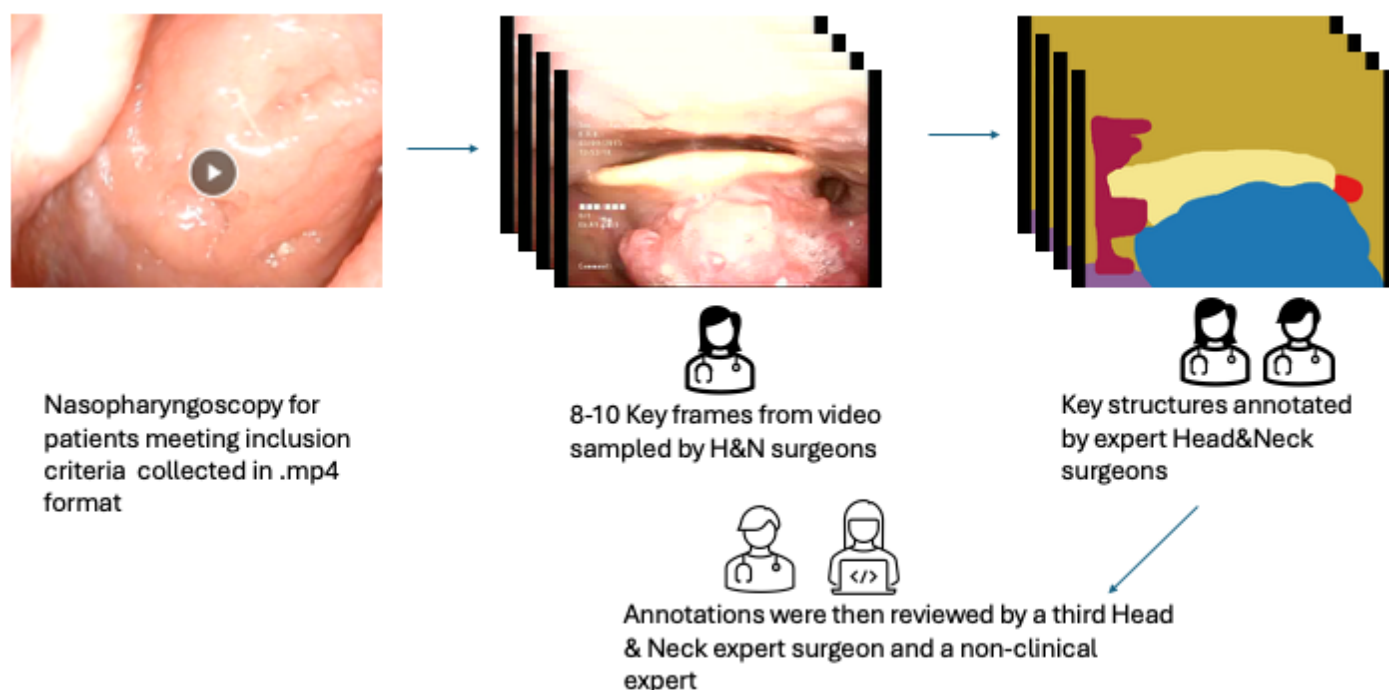 Nasopharyngoscopy for
patients meeting inclusion
criteria collected in .mp4
format
8-10 Key frames from video
sampled by H&N surgeons
Key structures annotated
by expert Head&Neck
surgeons
</>
Annotations were then reviewed by a third Head
& Neck expert surgeon and a non-clinical
expert